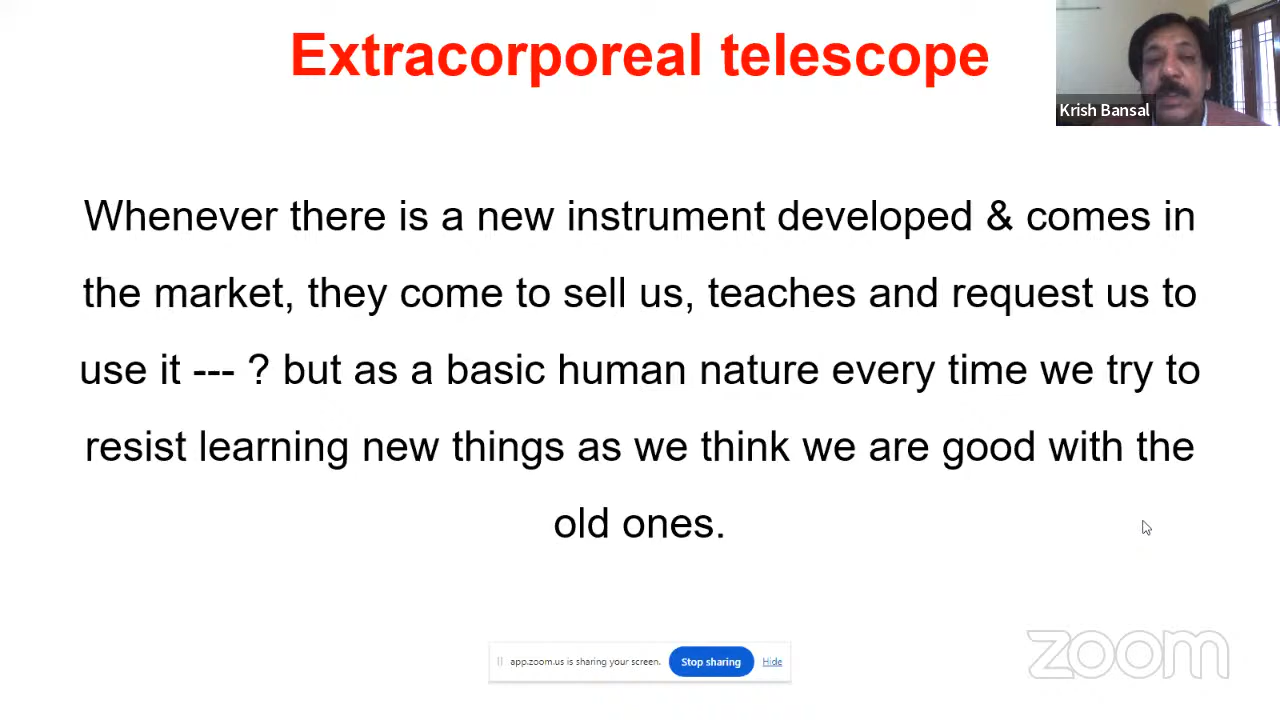 Extracorporeal telescope
Krish Bansal
Whenever there is a new instrument developed & comes in
the market, they come to sell us, teaches and request us to
use it --- ? but as a basic human nature every time we try to
resist learning new things as we think we are good with the
old ones.
app.zoom.us is sharing your screen.
Stop sharing
Hide
zoom